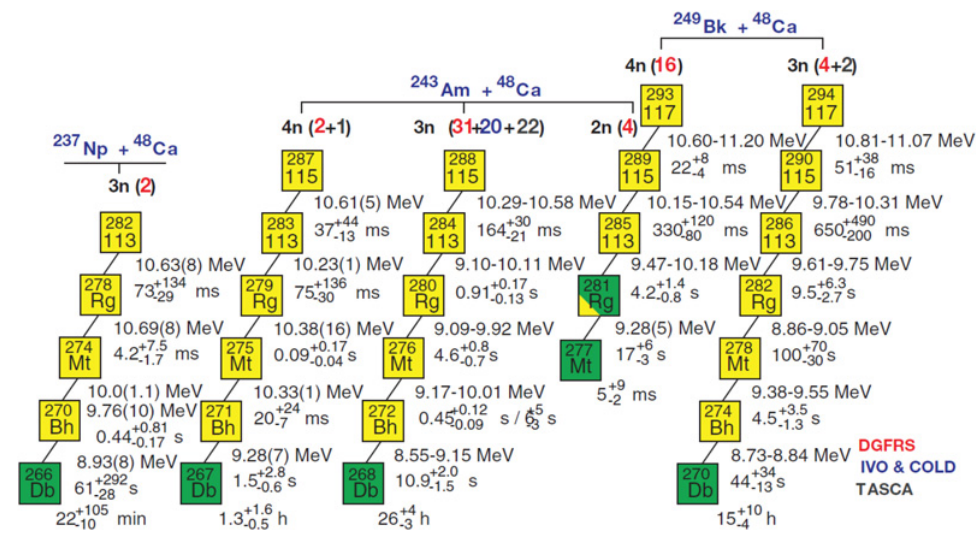 237Np + 48Ca
3n (2)
282
113
10.63(8) MeV
73+134-29 ms
278
Rg
10.69(8) MeV
4.2+7.5-1.7 ms
274
Mt
10.0(1.1) MeV
9.76(10) MeV
0.44+0.81-0.17 s
270
Bh
8.93(8) MeV
61+292-28 s
266
Db
22+105-10 min
243Am + 48Ca
4n (2+1)
287
115
10.61(5) MeV
37+44-13 ms
283
113
10.23(1) MeV
75+136-30 ms
279
Rg
10.38(16) MeV
0.09+0.17-0.04 s
275
Mt
10.33(1) MeV
20+24-7 ms
271
Bh
9.28(7) MeV
1.5+2.8-0.6 s
267
Db
1.3+1.6-0.5 h
3n (31+20+22)
288
115
10.29-10.58 MeV
164+30-21 ms
284
113
9.10-10.11 MeV
0.91+0.17-0.13 s
280
Rg
9.09-9.92 MeV
4.6+0.8-0.7 s
276
Mt
9.17-10.01 MeV
0.45+0.12-0.09 s / 6+5-3 s
272
Bh
8.55-9.15 MeV
10.9+2.0-1.5 s
268
Db
26+4-3 h
2n (4)
249Bk + 48Ca
4n (16)
293
117
10.60-11.20 MeV
22+8-4 ms
289
115
10.15-10.54 MeV
330+120-80 ms
285
113
9.47-10.18 MeV
4.2+1.4-0.8 s
281
Rg
9.28(5) MeV
17+6-3 s
277
Mt
5+9-2 ms
3n (4+2)
294
117
10.81-11.07 MeV
51+38-16 ms
290
115
9.78-10.31 MeV
650+490-200 ms
286
113
9.61-9.75 MeV
9.5+6.3-2.7 s
282
Rg
8.86-9.05 MeV
100+70-30 s
278
Mt
9.38-9.55 MeV
4.5+3.5-1.3 s
274
Bh
8.73-8.84 MeV
44+34-13 s
270
Db
15+10-4 h
DGFRS
IVO & COLD
TASCA